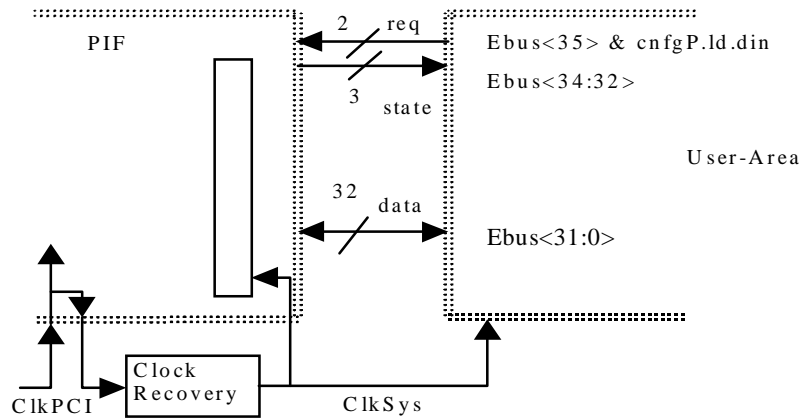 2 req
PIF
Ebus<35> & cnfgP.ld.din
3
Ebus<34:32>
state
User-Area
32
data
Ebus<31:0>
Clock
Recovery
ClkPCI
ClkSys